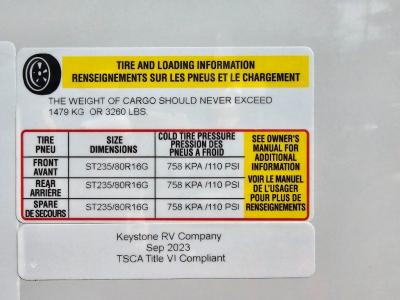 TIRE AND LOADING INFORMATION
RENSEIGNEMENTS SUR LES PNEUS ET LE CHARGEMENT
THE WEIGHT OF CARGO SHOULD NEVER EXCEED
1479 KG OR 3260 LBS.
TIRE
PNEU
SIZE
DIMENSIONS
COLD TIRE PRESSURE
PRESSION DES
PNEUS A FROID
FRONT
AVANT
ST235/80R16G
758 KPA /110 PSI
REAR
ARRIÈRE
ST235/80R16G
758 KPA /110 PSI
SPARE
DE SECOURS
ST235/80R16G
758 KPA /110 PSI
SEE OWNER'S
MANUAL FOR
ADDITIONAL
INFORMATION
VOIR LE MANUEL
DE L'USAGER
POUR PLUS DE
RENSEIGNEMENTS
Keystone RV Company
Sep 2023
TSCA Title VI Compliant